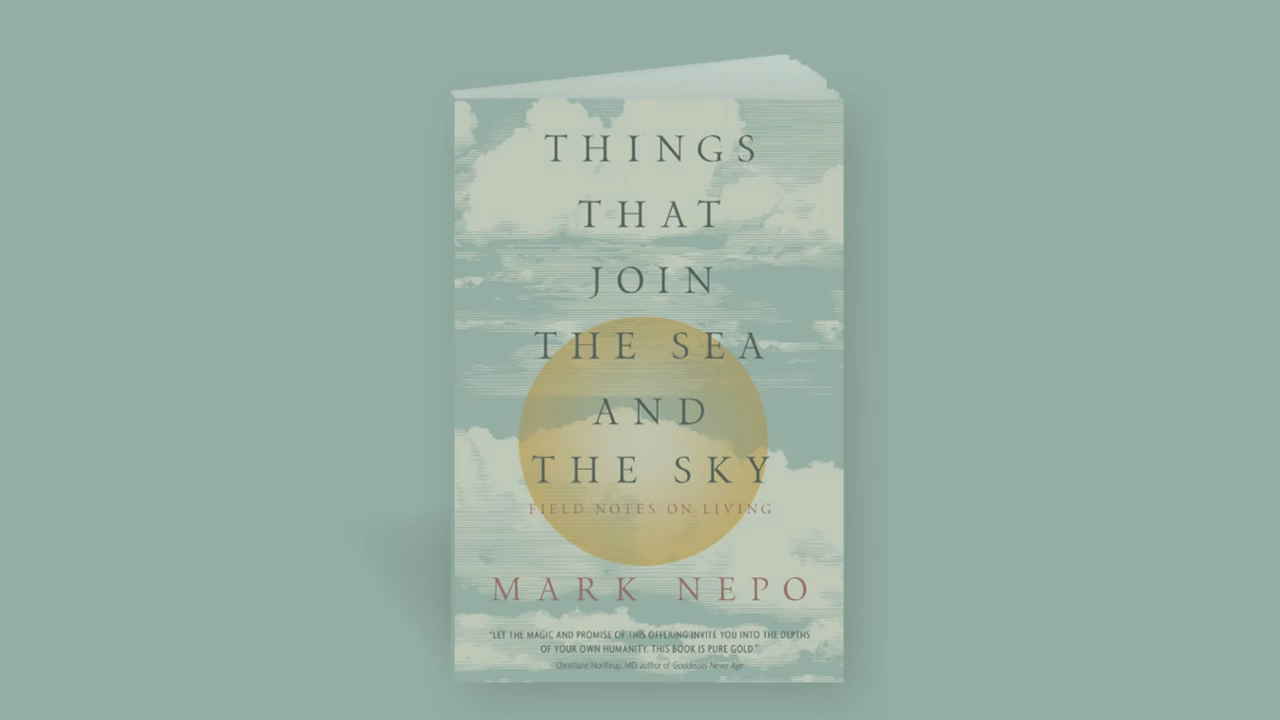 THINGS
THAT
JOIN
THE SEA
AND
THE SKY
FIELD NOTES ON LIVING
MARK NEPO
"LET THE MAGIC AND PROMISE OF THIS OFFERING INVITE YOU INTO THE DEPTHS
OF YOUR OWN HUMANITY. THIS BOOK IS PURE GOLD."
Christiane Northrup, MD, author of Goddesses Never Age